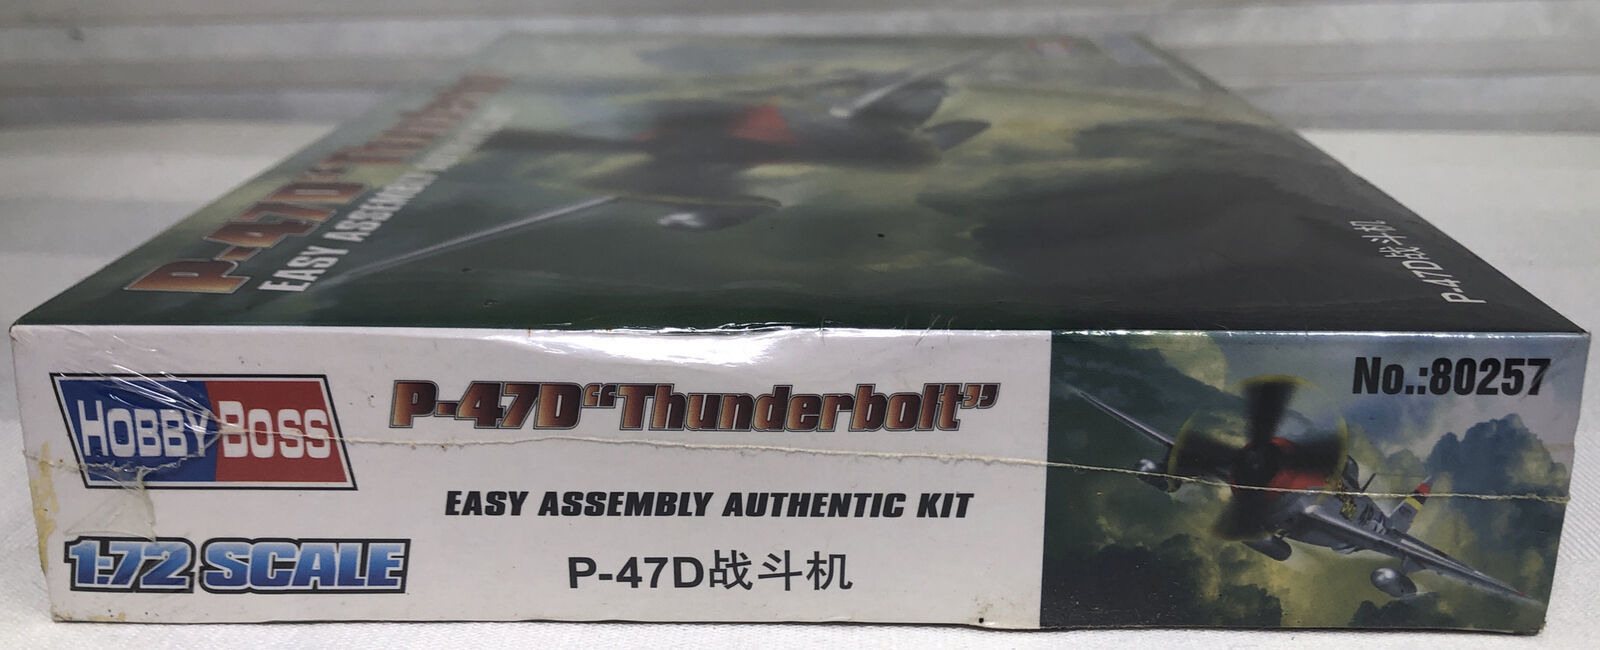 P-47D "Thunderbolt"
EASY ASSEMBLY
P-47D战斗机
HOBBY BOSS
P-47D“Thunderbolt”
No.:80257
EASY ASSEMBLY AUTHENTIC KIT
1:72 SCALE
P-47D战斗机